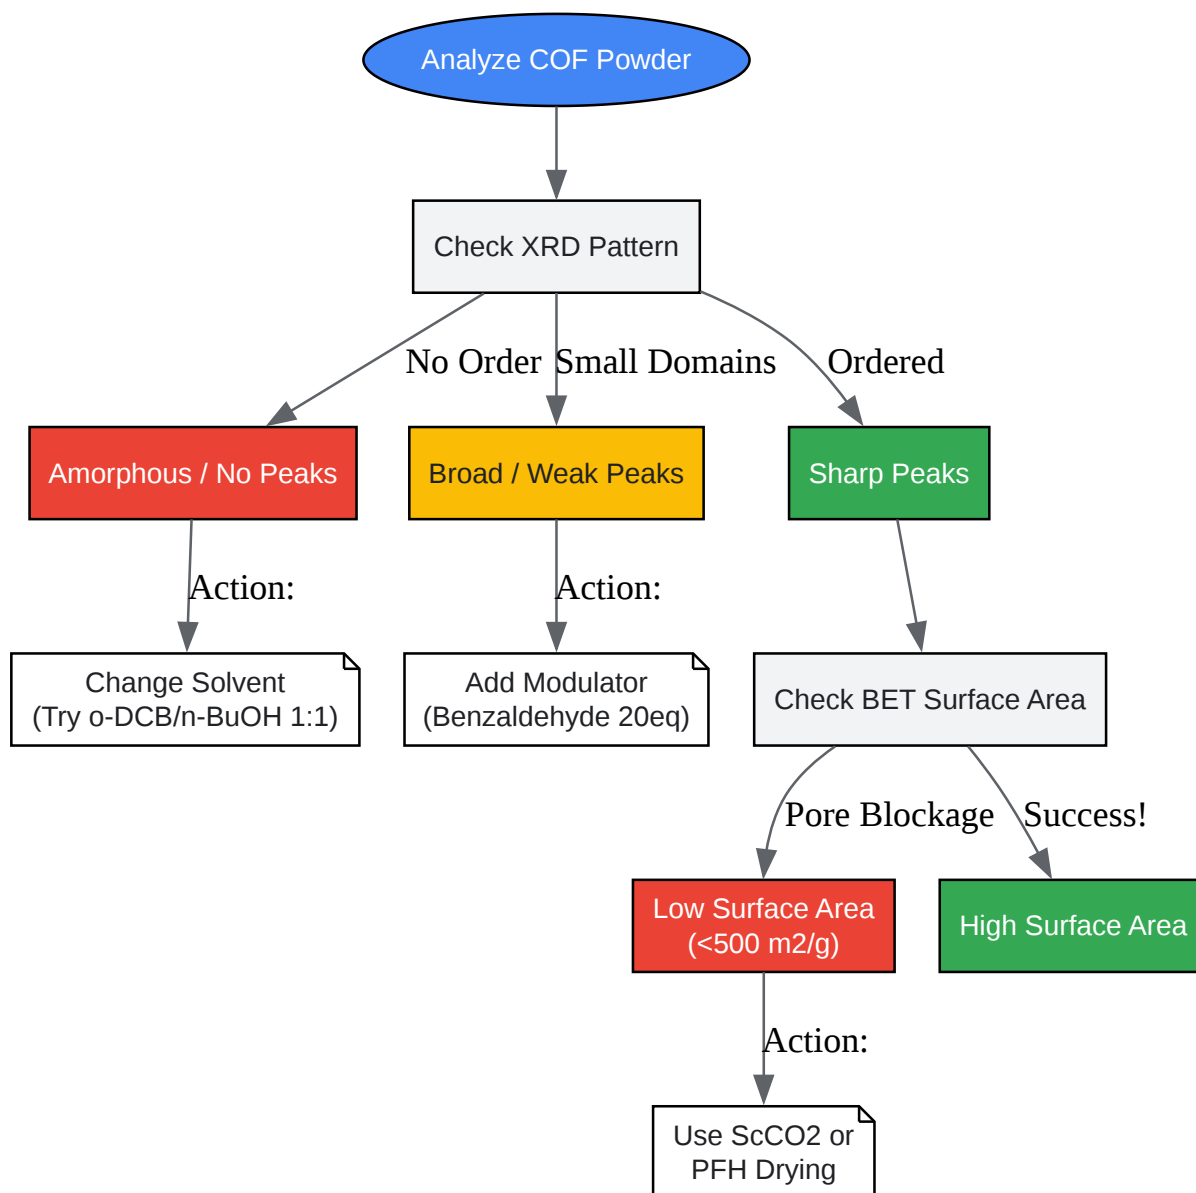 Analyze COF Powder
Check XRD Pattern
No Order
Small Domains
Ordered
Amorphous / No Peaks
Broad / Weak Peaks
Sharp Peaks
Action:
Action:
Change Solvent
(Try o-DCB/n-BuOH 1:1)
Add Modulator
(Benzaldehyde 20eq)
Check BET Surface Area
Pore Blockage
Success!
Low Surface Area
(<500 m2/g)
High Surface Area
Action:
Use ScCO2 or
PFH Drying